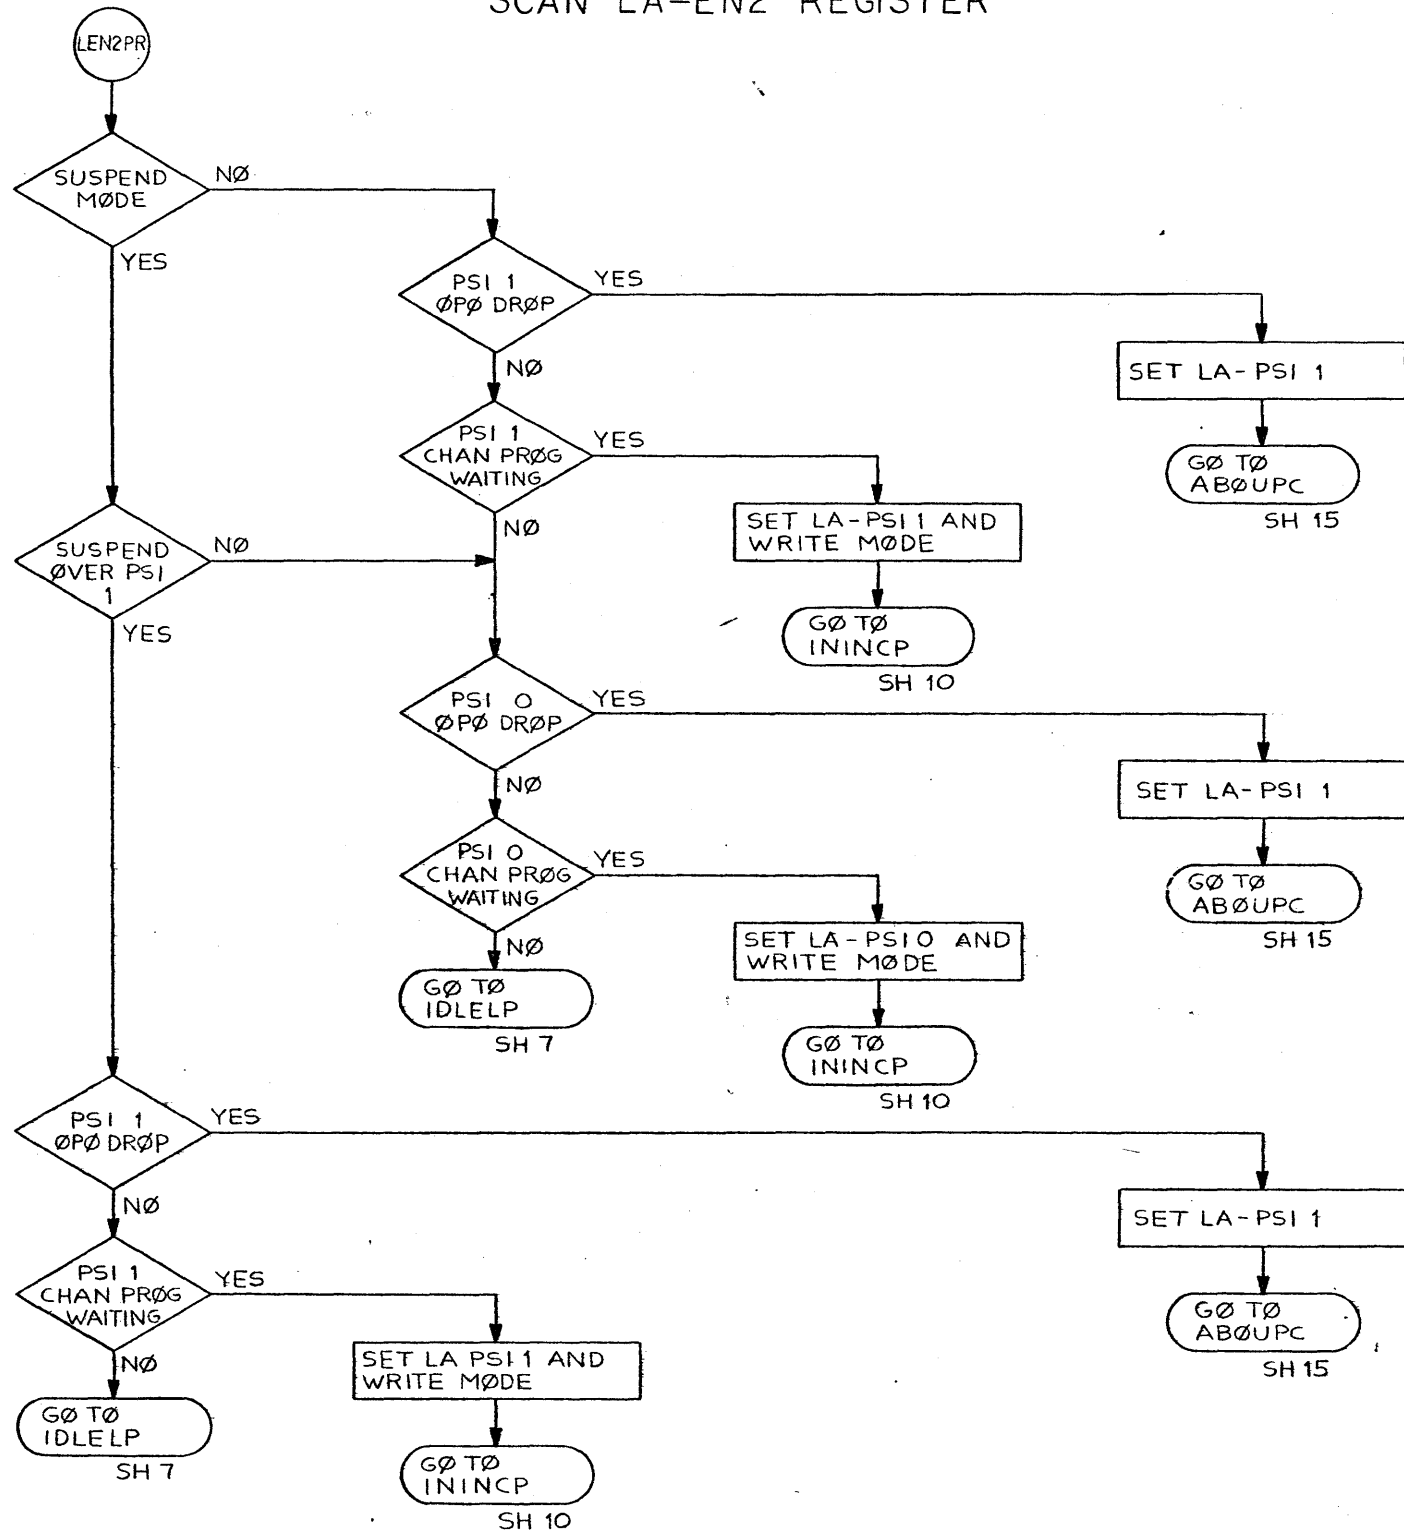 SCAN LA-EN2 REGISTER
LEN2PR
SUSPEND
MØDE
NØ
YES
PSI 1
ØPØ DRØP
YES
NØ
SET LA-PSI 1
GØ TØ
ABØUPC
SH 15
PSI 1
CHAN PRØG
WAITING
YES
NØ
SET LA-PSI 1 AND
WRITE MØDE
GØ TØ
ININCP
SH 10
SUSPEND
ØVER PSI
1
NØ
YES
PSI 0
ØPØ DRØP
YES
NØ
SET LA-PSI 1
GØ TØ
ABØUPC
SH 15
PSI 0
CHAN PRØG
WAITING
YES
NØ
SET LA-PSI 0 AND
WRITE MØDE
GØ TØ
ININCP
SH 10
GØ TØ
IDLELP
SH 7
PSI 1
ØPØ DRØP
YES
NØ
SET LA-PSI 1
GØ TØ
ABØUPC
SH 15
PSI 1
CHAN PRØG
WAITING
YES
NØ
SET LA PSI 1 AND
WRITE MØDE
GØ TØ
ININCP
SH 10
GØ TØ
IDLELP
SH 7